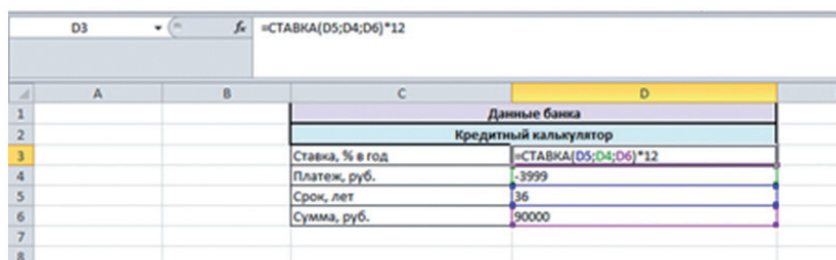 D3 fx =СТАВКА(D5;D4;D6)*12
A B C D
1 Данные банка
2 Кредитный калькулятор
3 Ставка, % в год =СТАВКА(D5;D4;D6)*12
4 Платеж, руб. -3999
5 Срок, лет 36
6 Сумма, руб. 90000
7
8